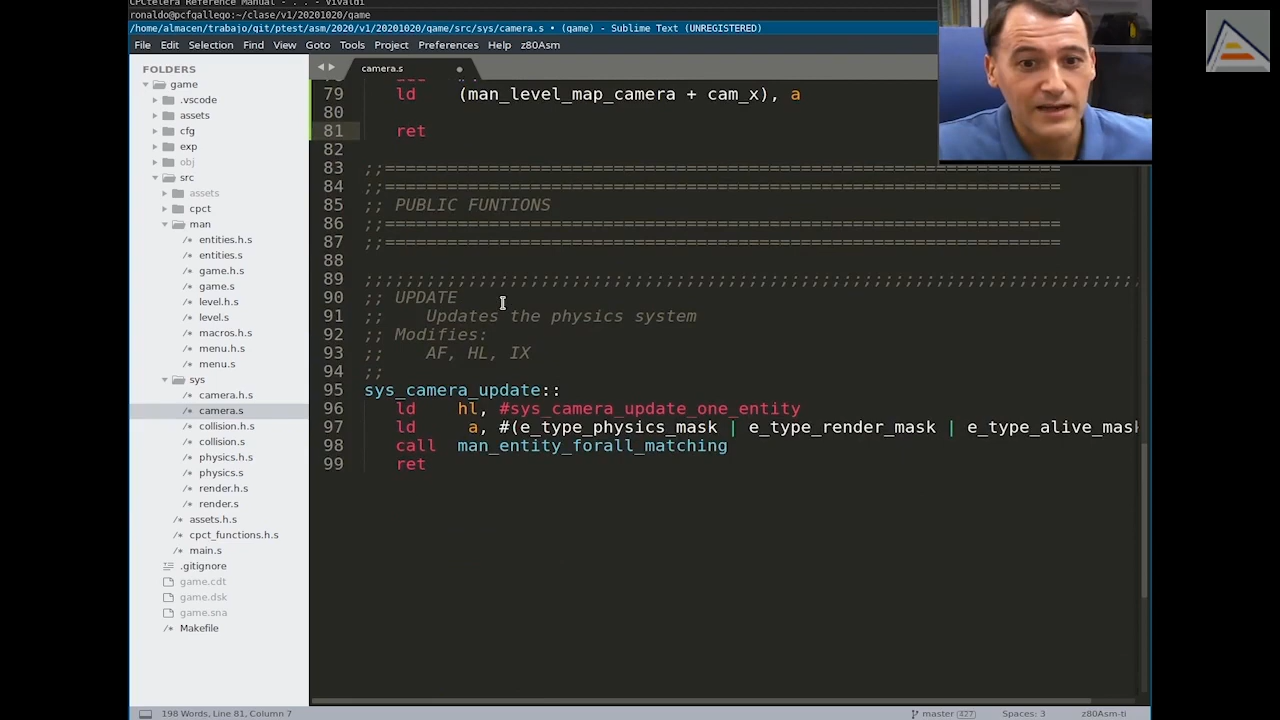 CPCtelera Reference Manual - . . - Vivaldi
ronaldo@pcfgallego:~/clase/v1/20201020/game
/home/almacen/trabajo/git/ptest/asm/2020/v1/20201020/game/src/sys/camera.s • (game) - Sublime Text (UNREGISTERED)
File Edit Selection Find View Goto Tools Project Preferences Help z80Asm
FOLDERS
game
.vscode
assets
cfg
exp
obj
src
assets
cpct
man
entities.h.s
entities.s
game.h.s
game.s
level.h.s
level.s
macros.h.s
menu.h.s
menu.s
sys
camera.h.s
camera.s
collision.h.s
collision.s
physics.h.s
physics.s
render.h.s
render.s
assets.h.s
cpct_functions.h.s
main.s
.gitignore
game.cdt
game.dsk
game.sna
Makefile
camera.s
79 ld (man_level_map_camera + cam_x), a
80
81 ret
82
83 ;;=================================================================
84 ;;=================================================================
85 ;; PUBLIC FUNTIONS
86 ;;=================================================================
87 ;;=================================================================
88
89 ;;;;;;;;;;;;;;;;;;;;;;;;;;;;;;;;;;;;;;;;;;;;;;;;;;;;;;;;;;;;;;;;;;;;;;;;;;
90 ;; UPDATE
91 ;; Updates the physics system
92 ;; Modifies:
93 ;; AF, HL, IX
94 ;;
95 sys_camera_update::
96 ld hl, #sys_camera_update_one_entity
97 ld a, #(e_type_physics_mask | e_type_render_mask | e_type_alive_mask
98 call man_entity_forall_matching
99 ret
198 Words, Line 81, Column 7
master 427
Spaces: 3
z80Asm-ti